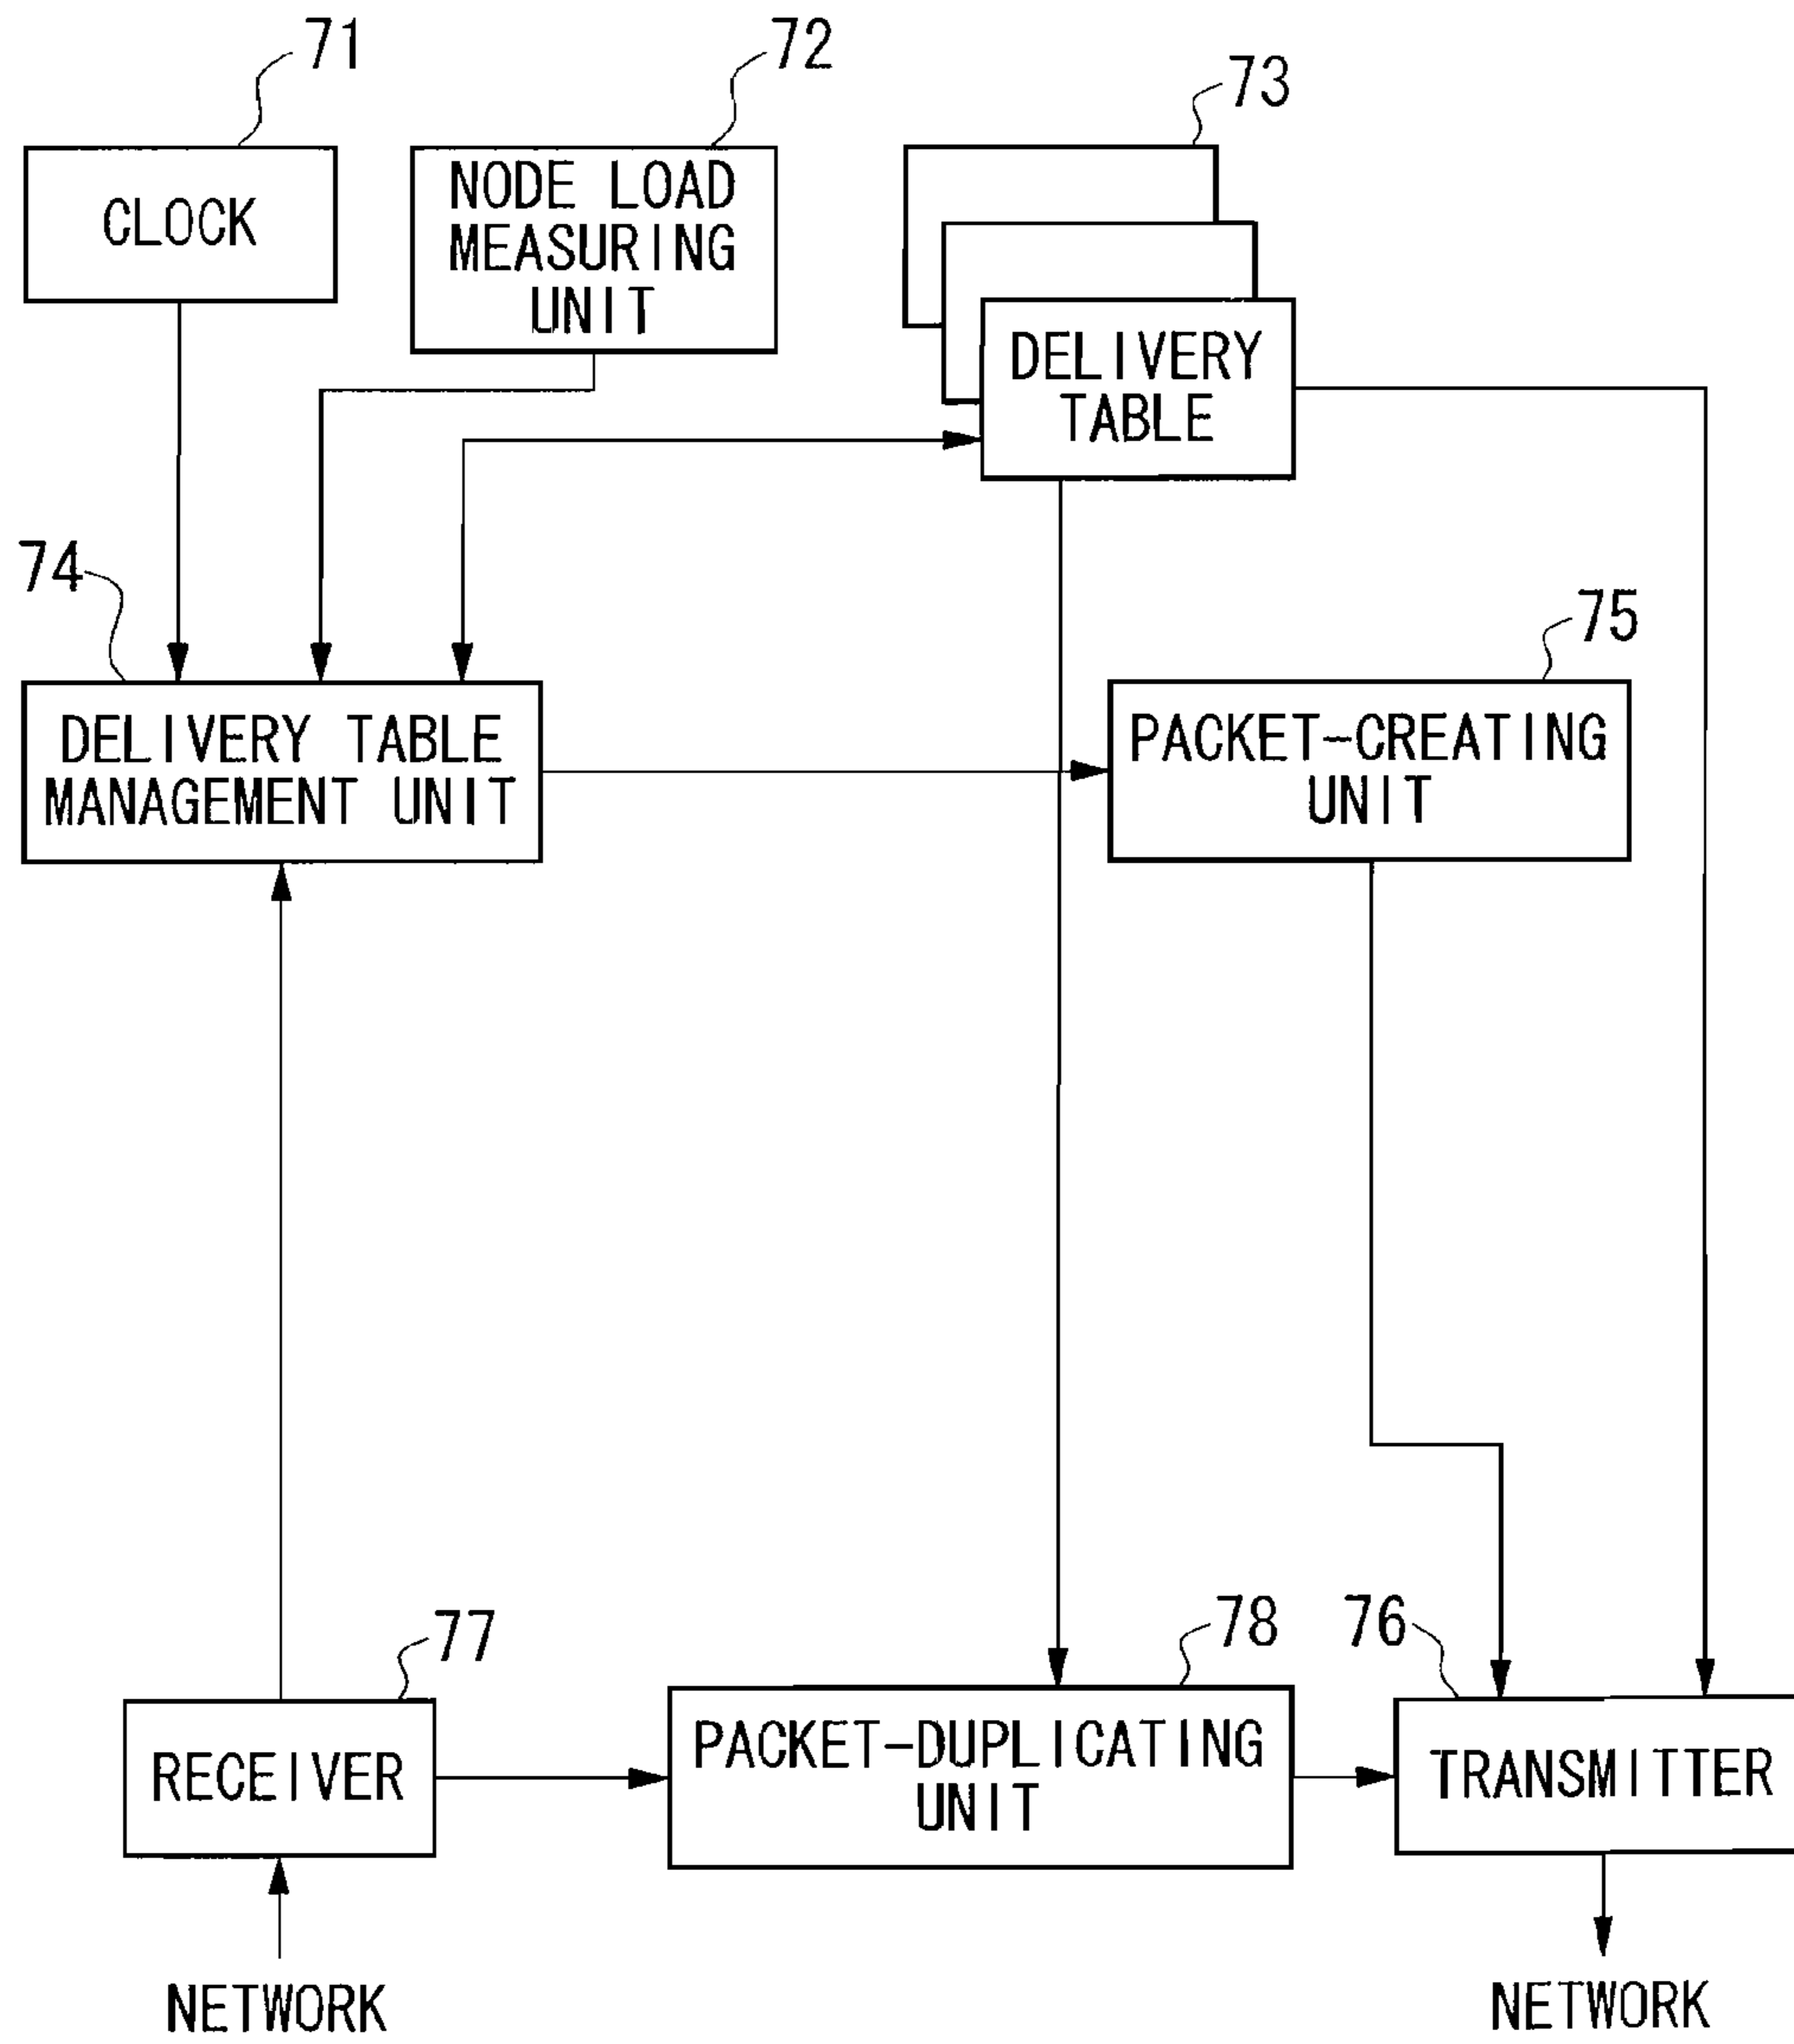 71
72
73
CLOCK
NODE LOAD
MEASURING
UNIT
DELIVERY
TABLE
74
75
DELIVERY TABLE
MANAGEMENT UNIT
PACKET-CREATING
UNIT
77
78
76
RECEIVER
PACKET-DUPLICATING
UNIT
TRANSMITTER
NETWORK
NETWORK